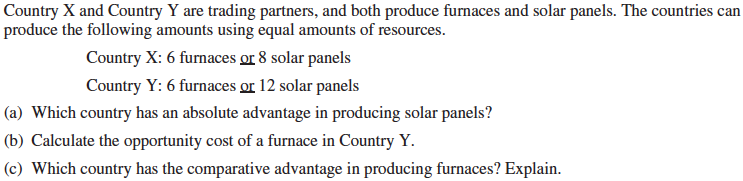 Country X and Country Y are trading partners, and both produce furnaces and solar panels. The countries can
produce the following amounts using equal amounts of resources.
Country X: 6 furnaces or 8 solar panels
Country Y: 6 furnaces or 12 solar panels
(a) Which country has an absolute advantage in producing solar panels?
(b) Calculate the opportunity cost of a furnace in Country Y.
(c) Which country has the comparative advantage in producing furnaces? Explain.